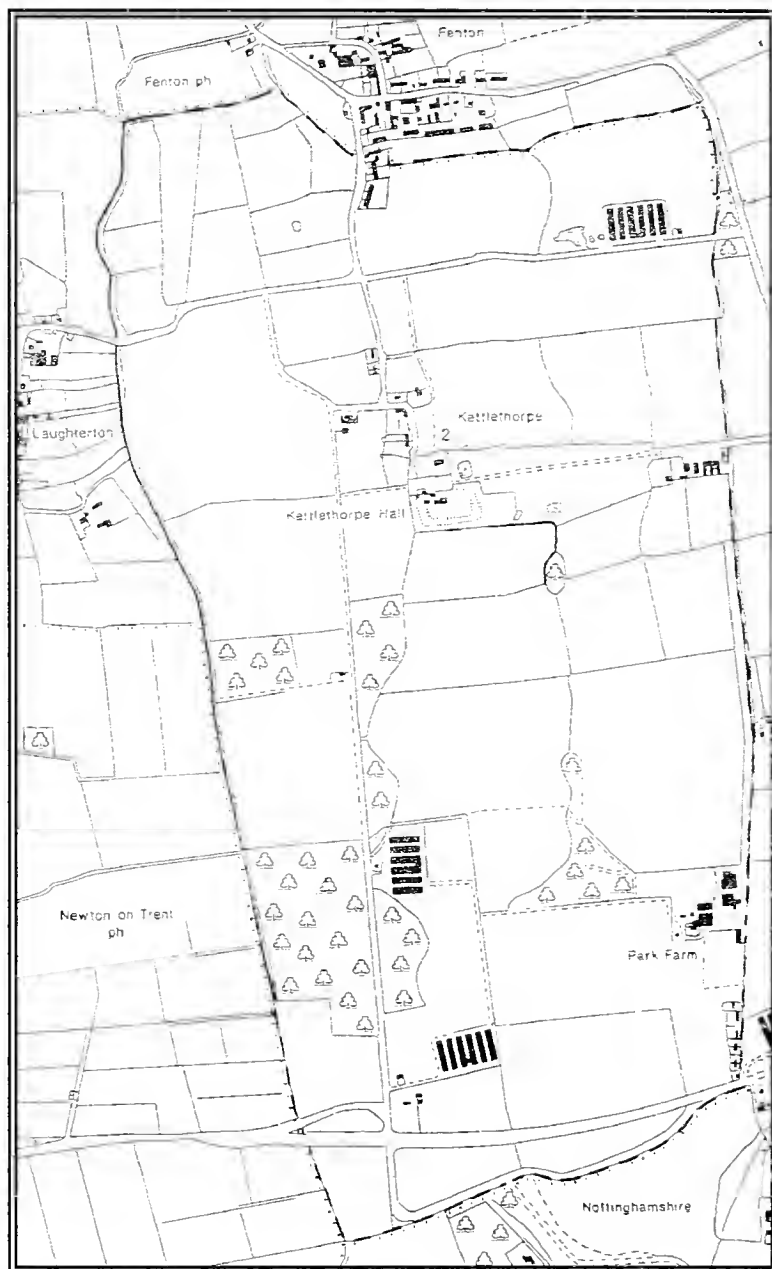 Fenton
Fenton ph
Kettlethorpe
2
Laughterton
Kettlethorpe Hall
Newton on Trent
ph
Park Farm
Nottinghamshire